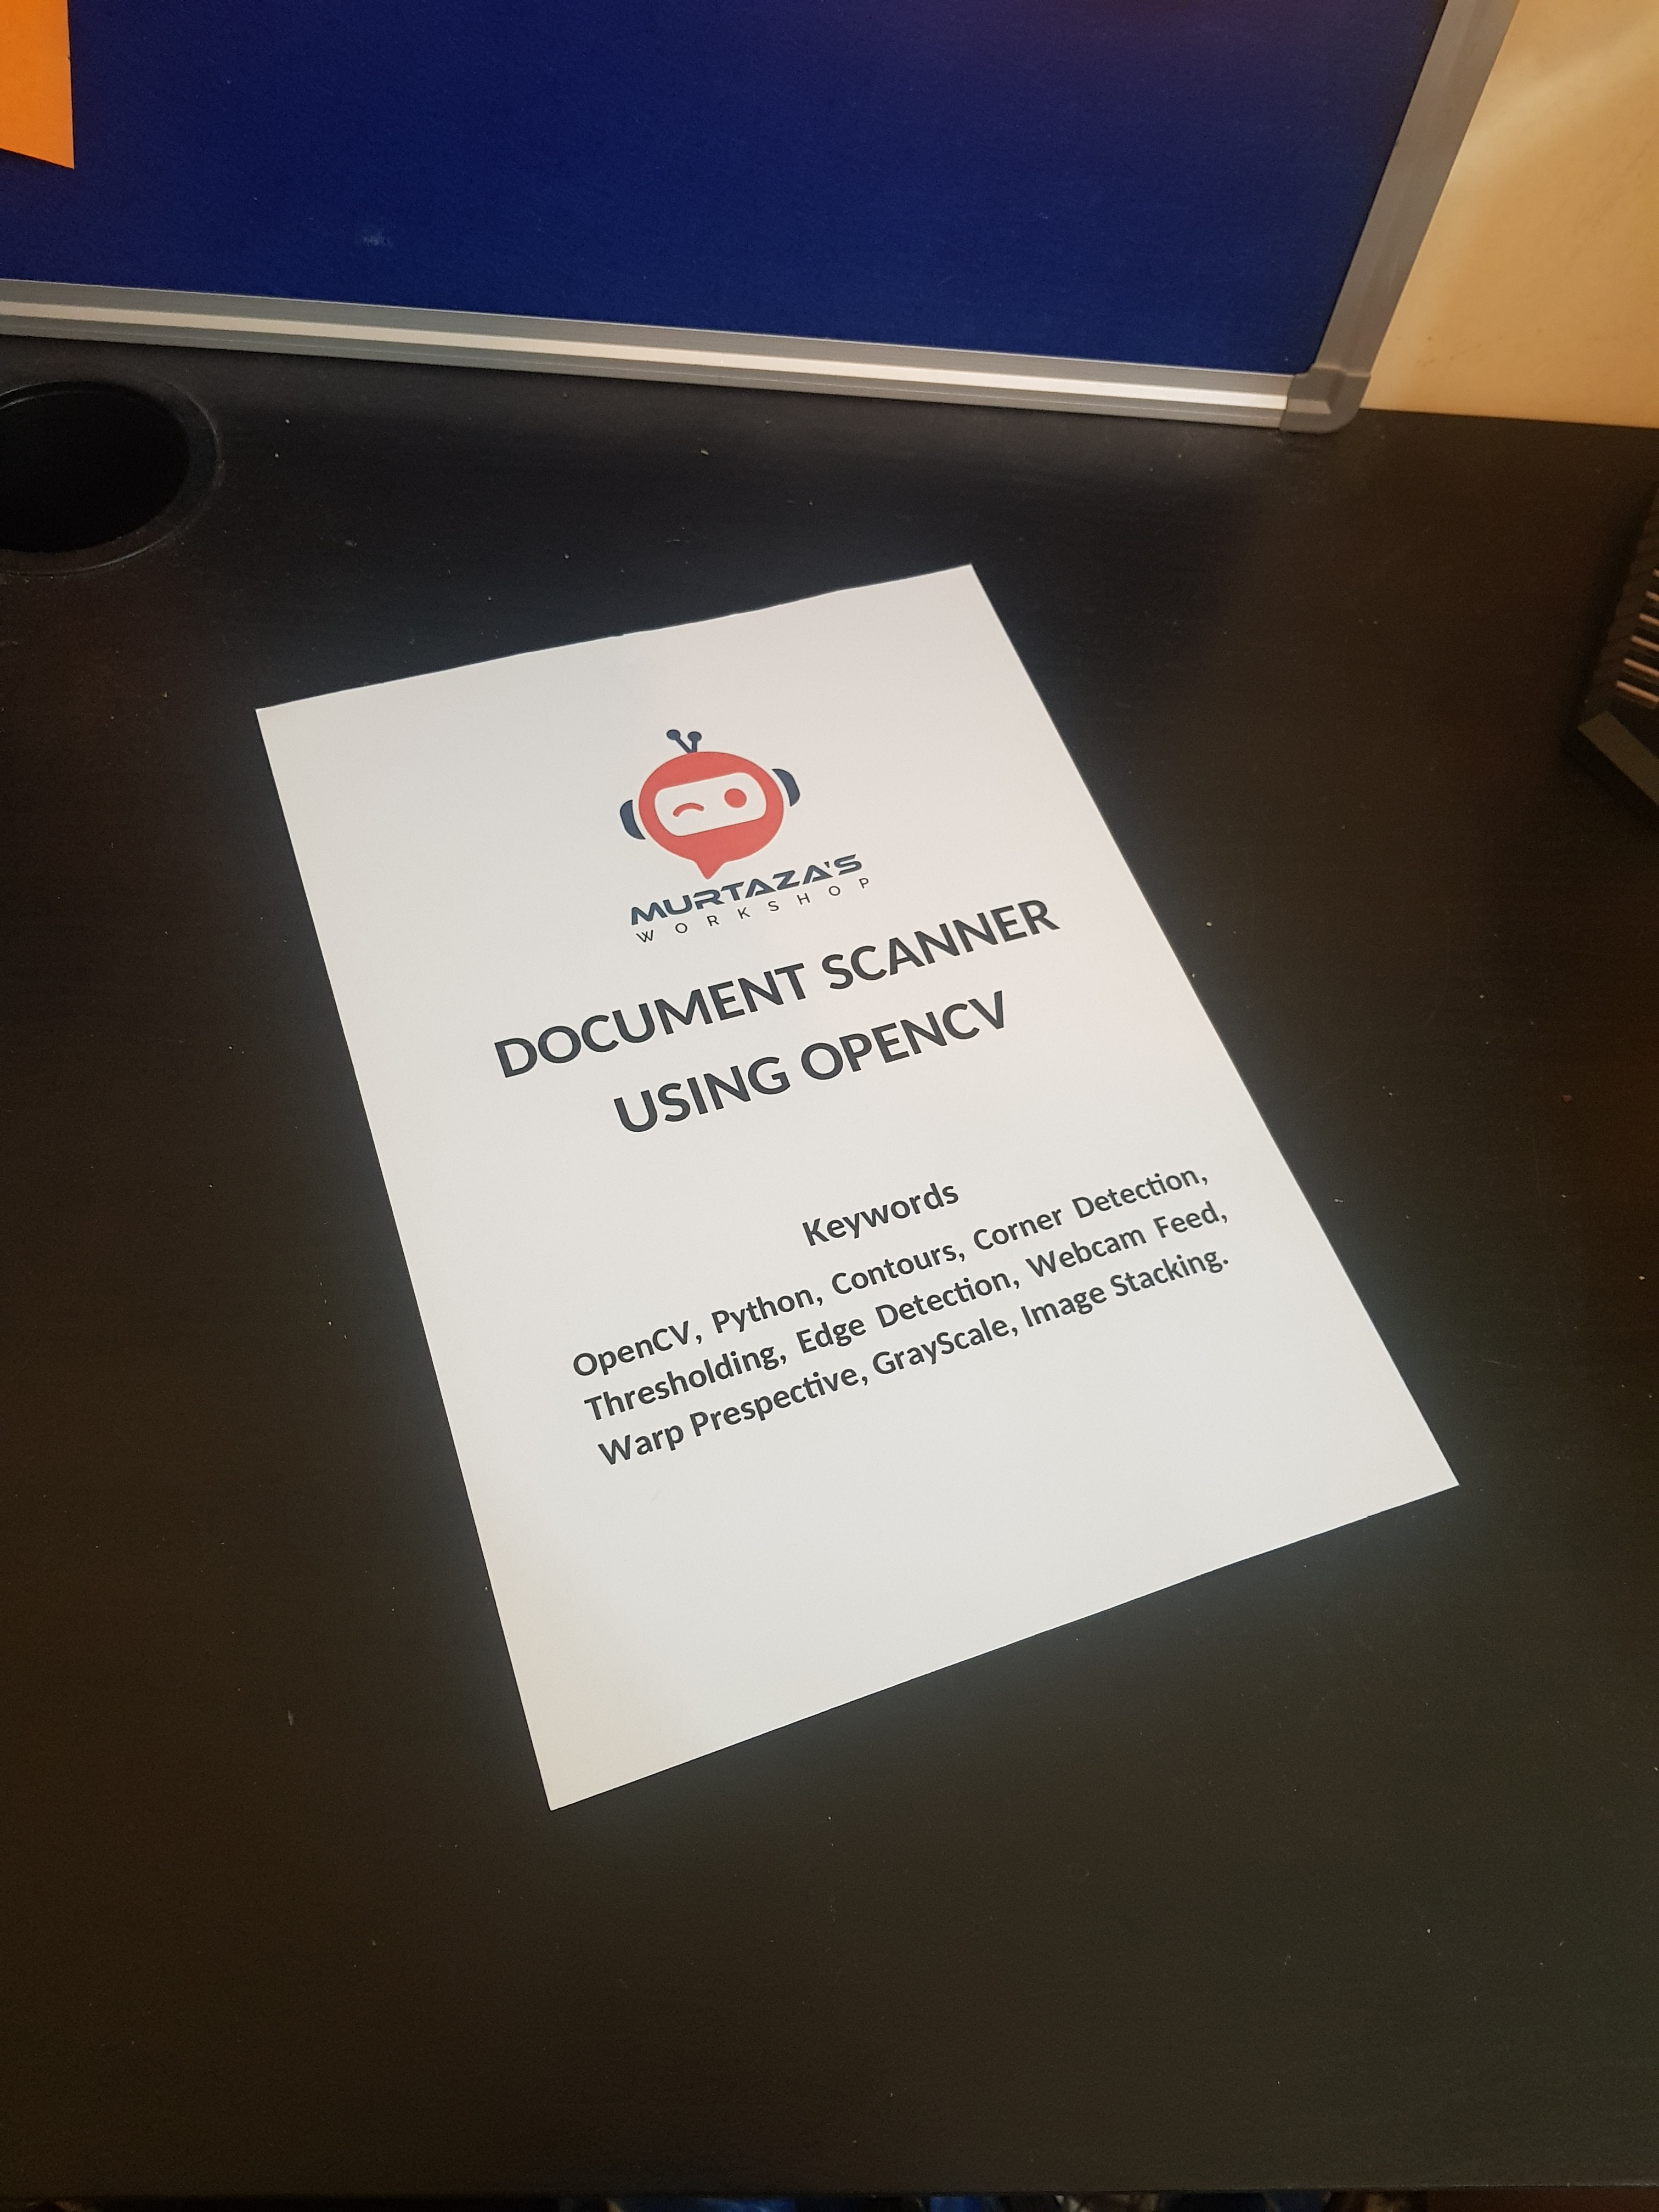 MURTAZA'S
WORKSHOP
DOCUMENT SCANNER
USING OPENCV
Keywords
OpenCV, Python, Contours, Corner Detection,
Thresholding, Edge Detection, Webcam Feed,
Warp Prespective, GrayScale, Image Stacking.